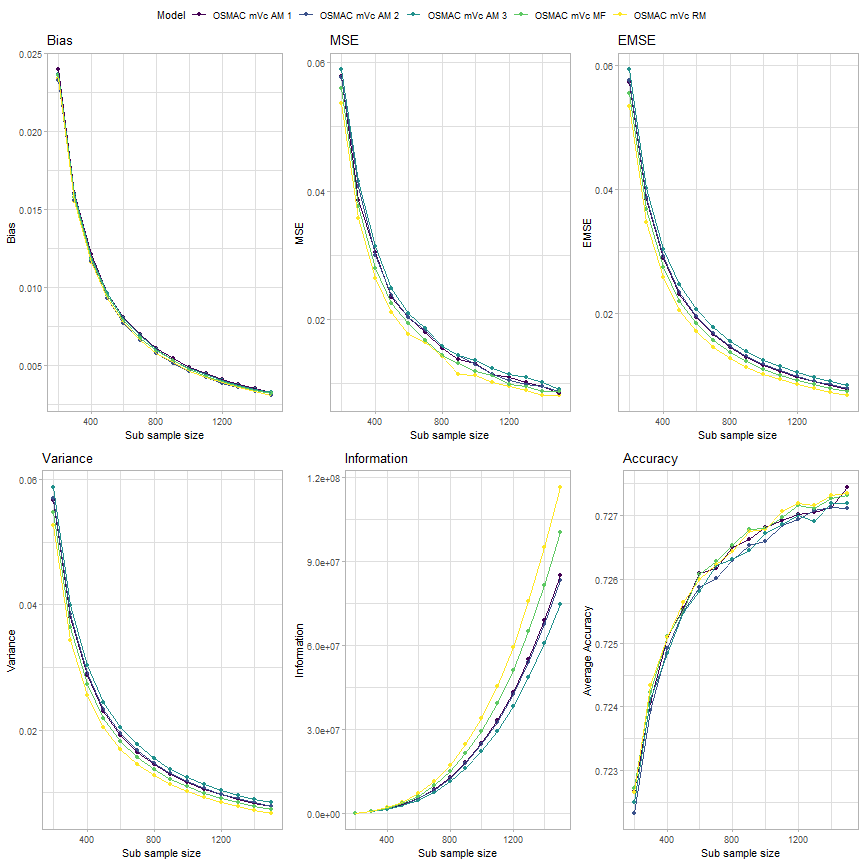 Model OSMAC mVc AM 1 OSMAC mVc AM 2 OSMAC mVc AM 3 OSMAC mVc MF OSMAC mVc RM
Bias
0.025
0.020
0.015
0.010
0.005
Bias
400 800 1200
Sub sample size
MSE
0.06
0.04
0.02
MSE
400 800 1200
Sub sample size
EMSE
0.06
0.04
0.02
EMSE
400 800 1200
Sub sample size
Variance
0.06
0.04
0.02
Variance
400 800 1200
Sub sample size
Information
1.2e+08
9.0e+07
6.0e+07
3.0e+07
0.0e+00
Information
400 800 1200
Sub sample size
Accuracy
0.727
0.726
0.725
0.724
0.723
Average Accuracy
400 800 1200
Sub sample size